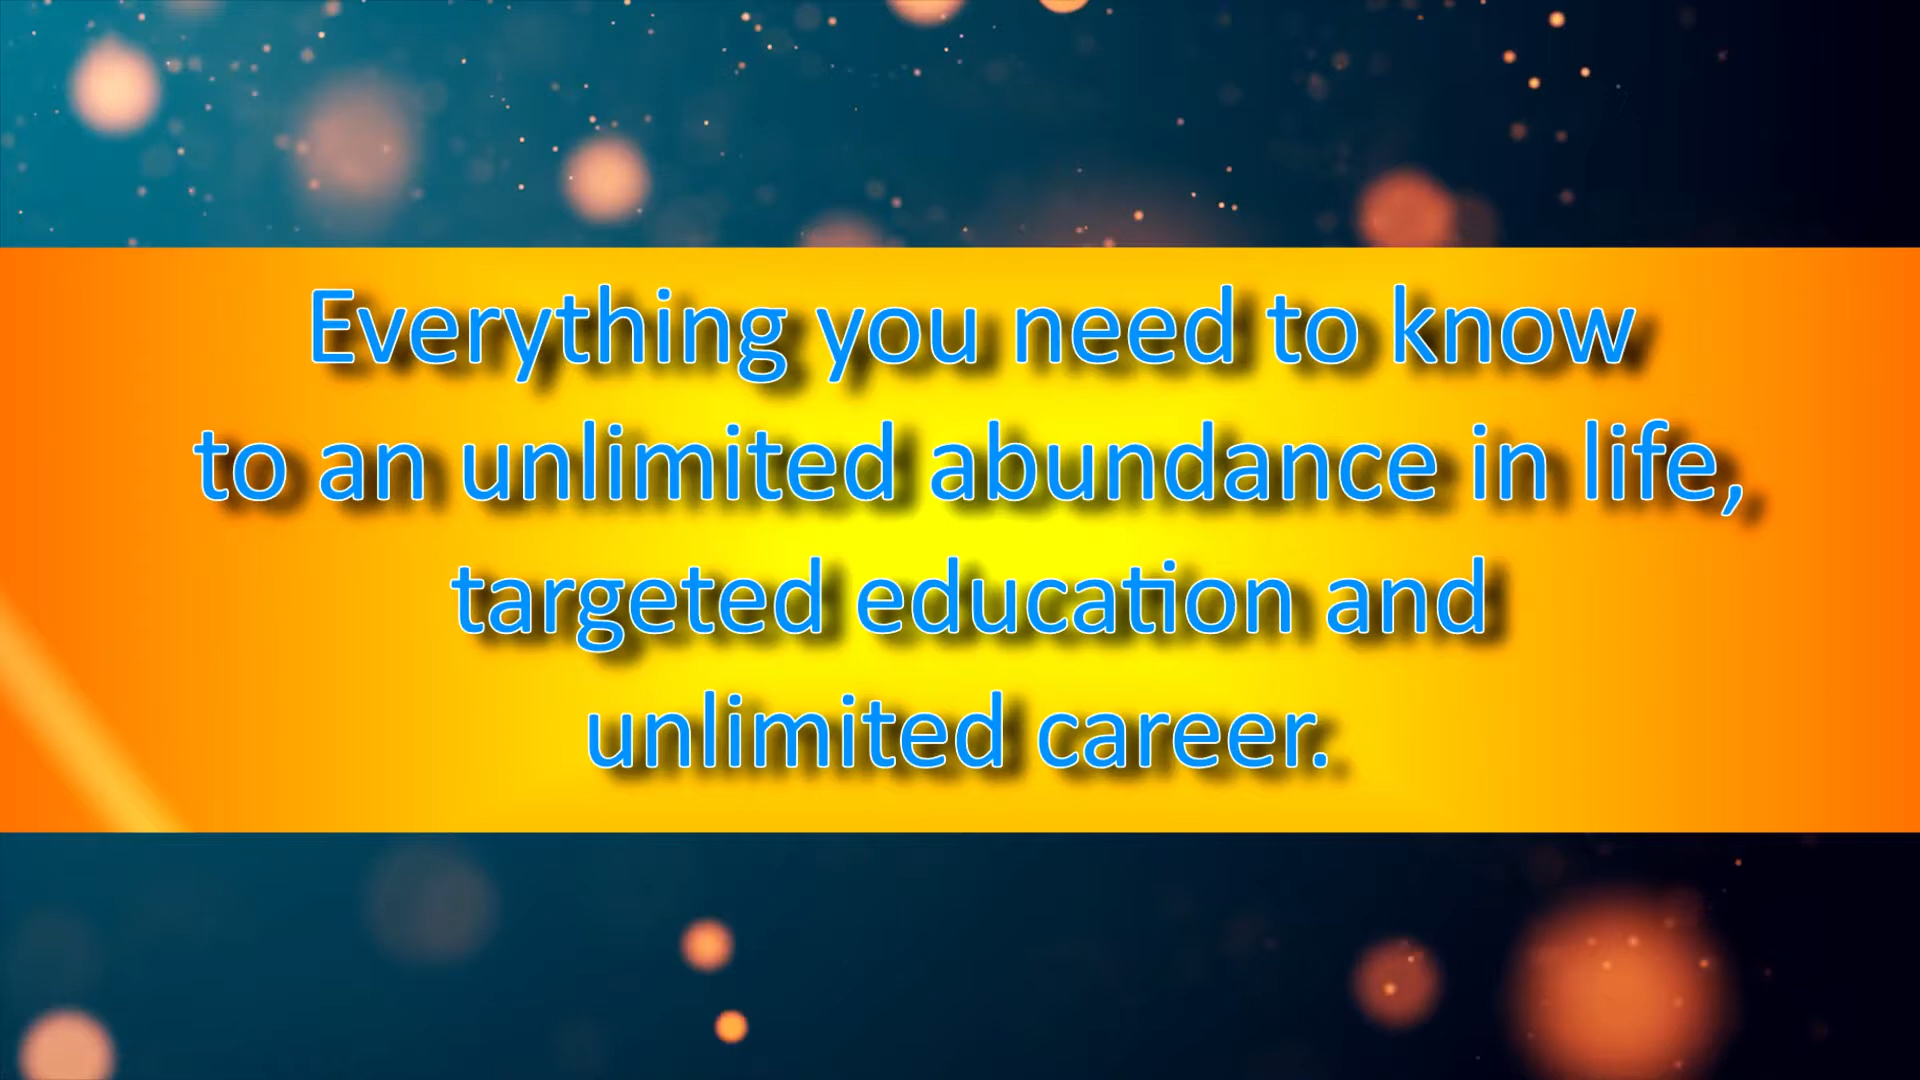 Everything you need to know
to an unlimited abundance in life,
targeted education and
unlimited career.